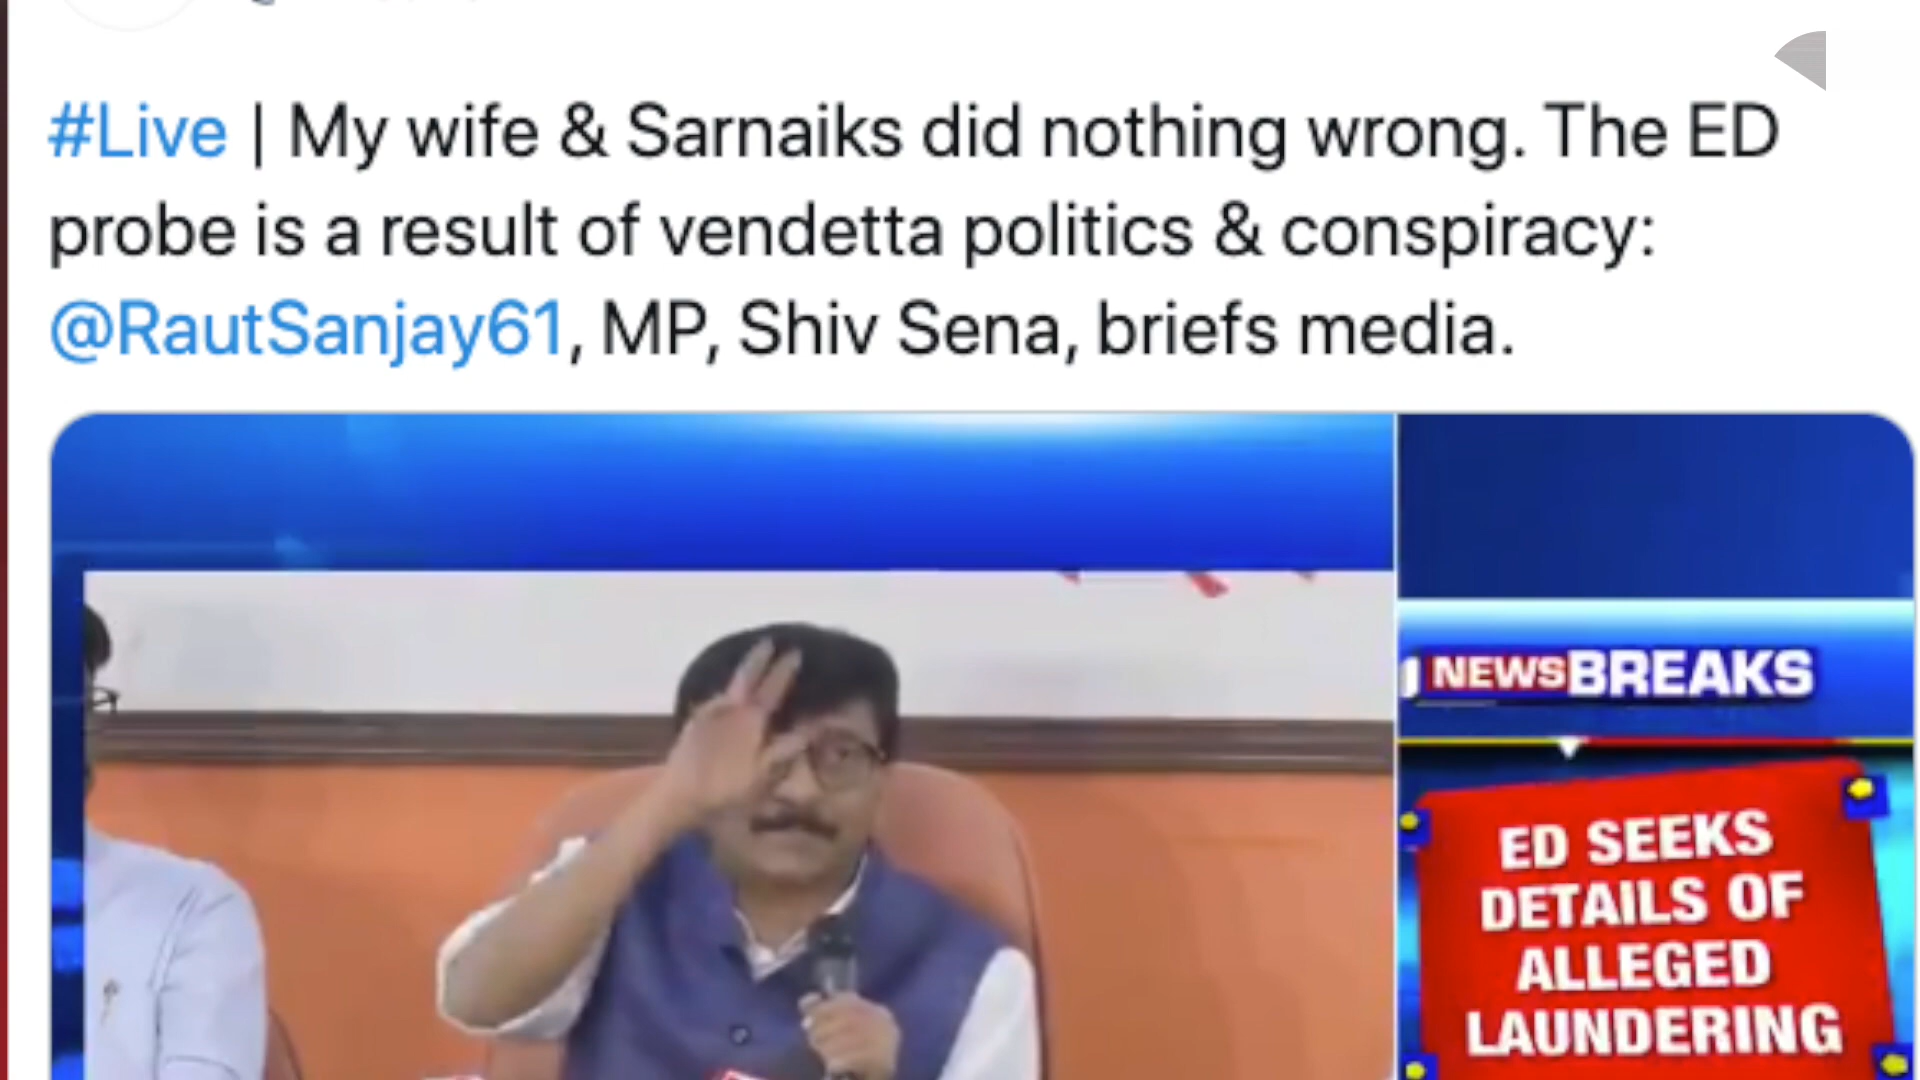 #Live | My wife & Sarnaiks did nothing wrong. The ED
probe is a result of vendetta politics & conspiracy:
@RautSanjay61, MP, Shiv Sena, briefs media.
NEWSBREAKS
ED SEEKS
DETAILS OF
ALLEGED
LAUNDERING